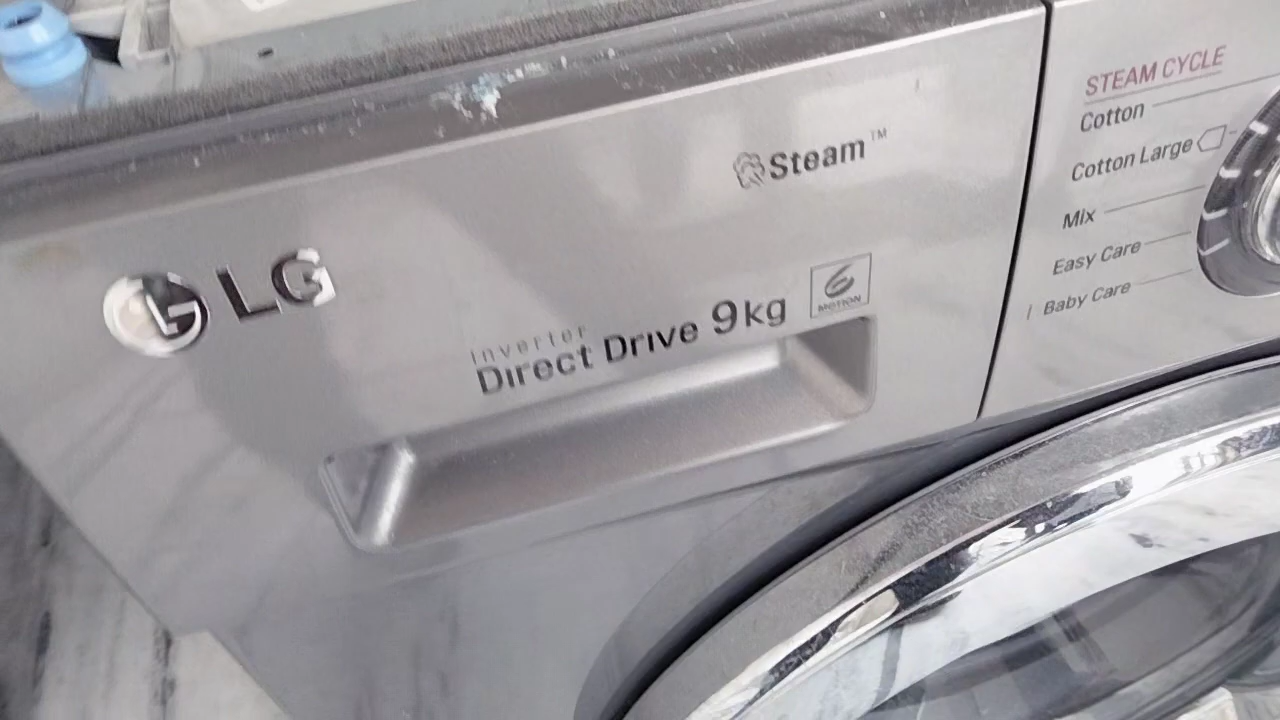 LG
Steam™
Inverter
Direct Drive 9kg
6
MOTION
STEAM CYCLE
Cotton
Cotton Large
Mix
Easy Care
Baby Care